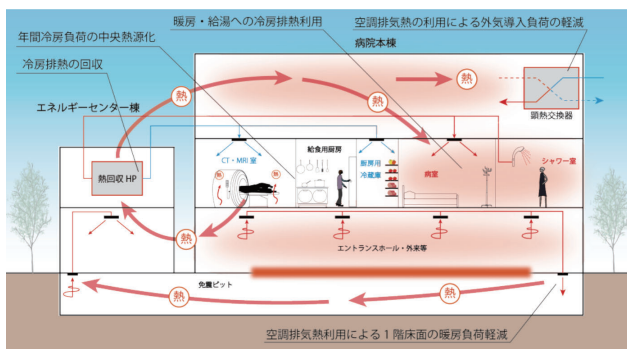 暖房・給湯への冷房排熱利用
空調排気熱の利用による外気導入負荷の軽減
年間冷房負荷の中央熱源化
病院本棟
冷房排熱の回収
熱
熱
熱
エネルギーセンター棟
顕熱交換器
CT・MRI 室
給食用厨房
厨房用
冷蔵庫
病室
シャワー室
熱回収 HP
熱
熱
熱
エントランスホール・外来等
免震ピット
熱
熱
空調排気熱利用による 1 階床面の暖房負荷軽減